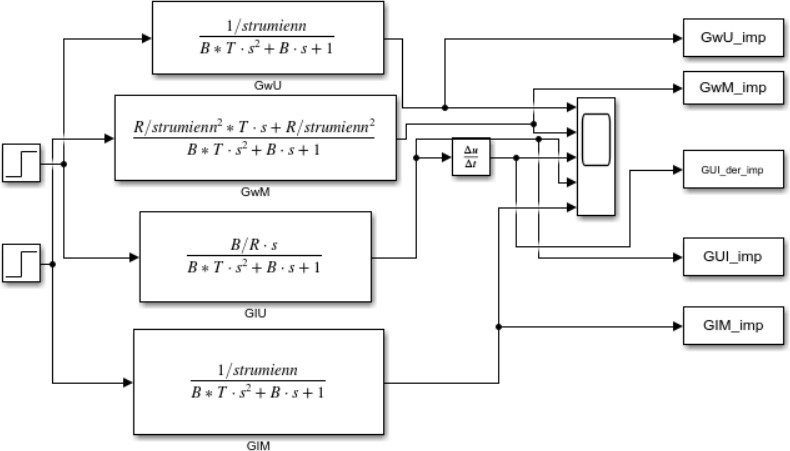 1/strumienn
B∗T·s²+B·s+1
GwU
R/strumienn²∗T·s+R/strumienn²
B∗T·s²+B·s+1
GwM
B/R·s
B∗T·s²+B·s+1
GIU
1/strumienn
B∗T·s²+B·s+1
GIM
Δu
Δt
GwU_imp
GwM_imp
GUI_der_imp
GUI_imp
GIM_imp